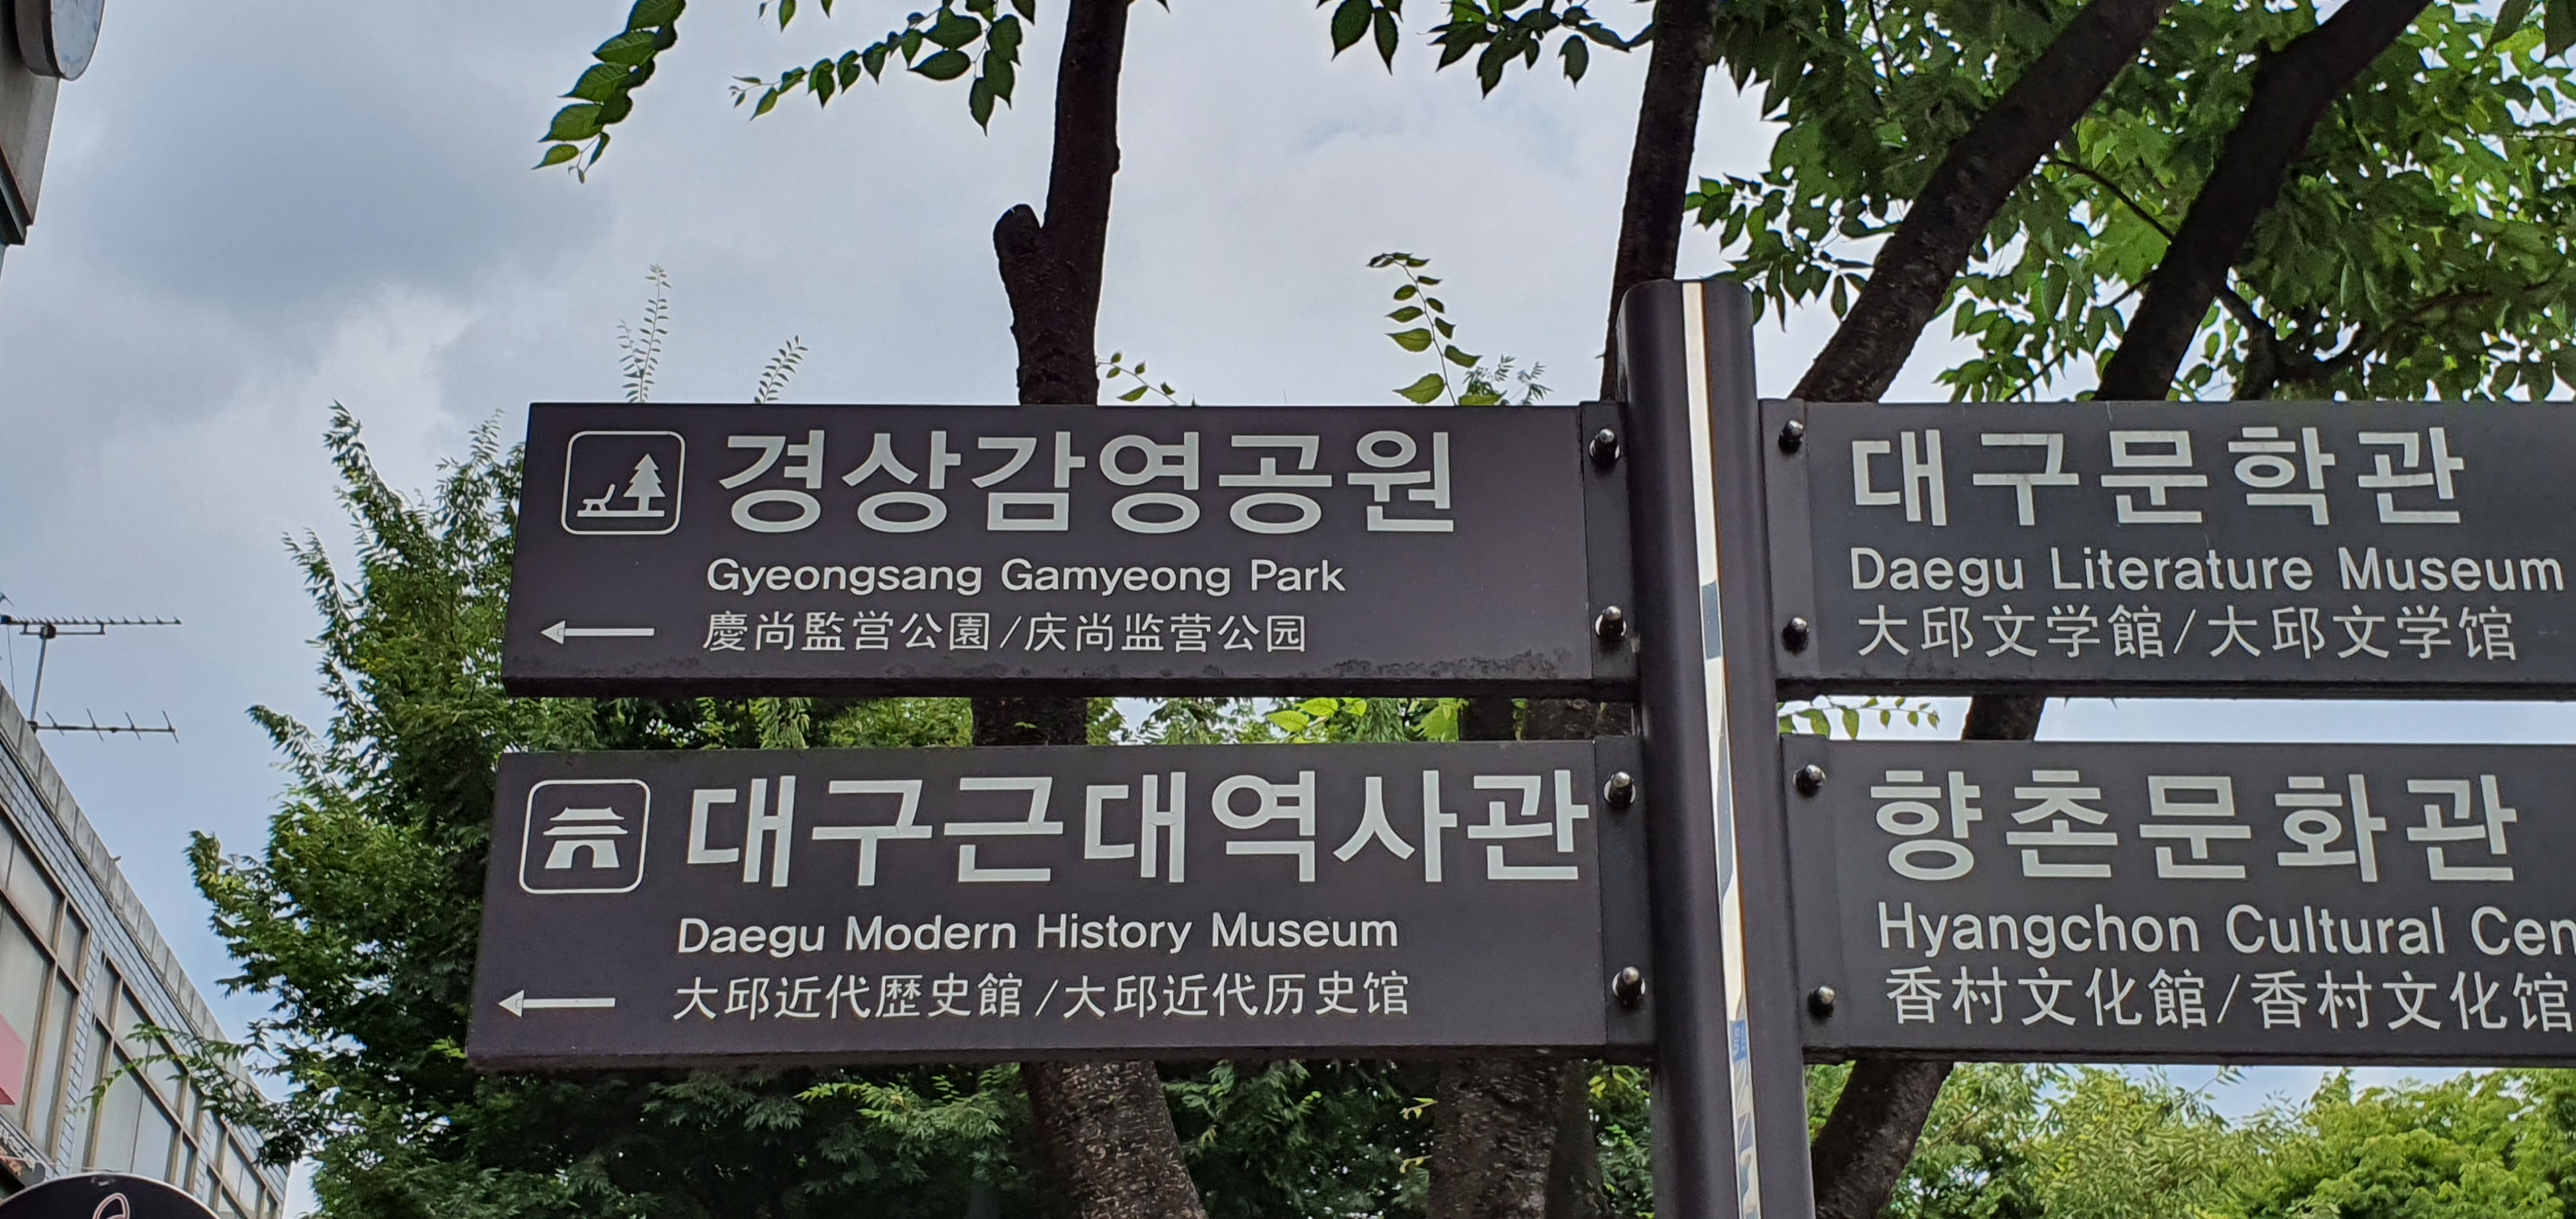 경상감영공원
Gyeongsang Gamyeong Park
慶尚監営公園/庆尚监营公园
대구근대역사관
Daegu Modern History Museum
大邱近代歴史館/大邱近代历史馆
대구문학관
Daegu Literature Museum
大邱文学館/大邱文学馆
향촌문화관
Hyangchon Cultural Cen
香村文化館/香村文化馆